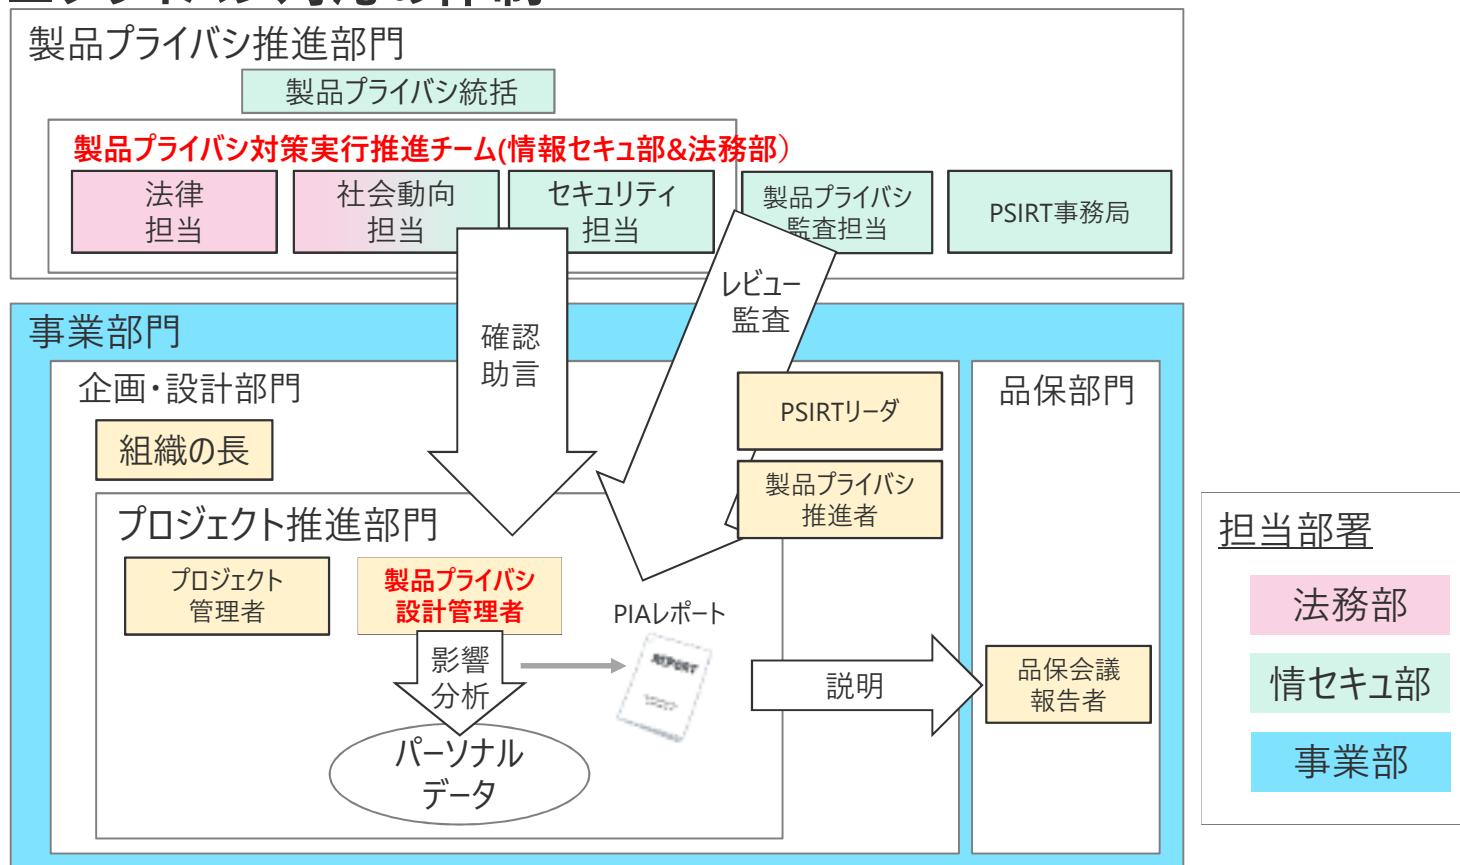 製品プライバシ推進部門
製品プライバシ統括
製品プライバシ対策実行推進チーム(情報セキュ部&法務部）
法律
担当
社会動向
担当
セキュリティ
担当
製品プライバシ
監査担当
PSIRT事務局
レビュー
監査
確認
助言
事業部門
企画・設計部門
組織の長
PSIRTリーダ
製品プライバシ
推進者
品保部門
プロジェクト推進部門
プロジェクト
管理者
製品プライバシ
設計管理者
PIAレポート
REPORT
影響
分析
説明
品保会議
報告者
パーソナル
データ
担当部署
法務部
情セキュ部
事業部